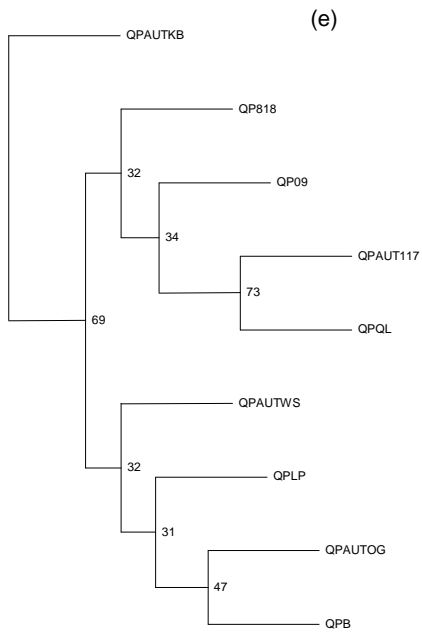 (e)
QPAUTKB
QP818
32
QP09
34
QPAUT117
73
QPQL
69
QPAUTWS
32
QPLP
31
QPAUTOG
47
QPB